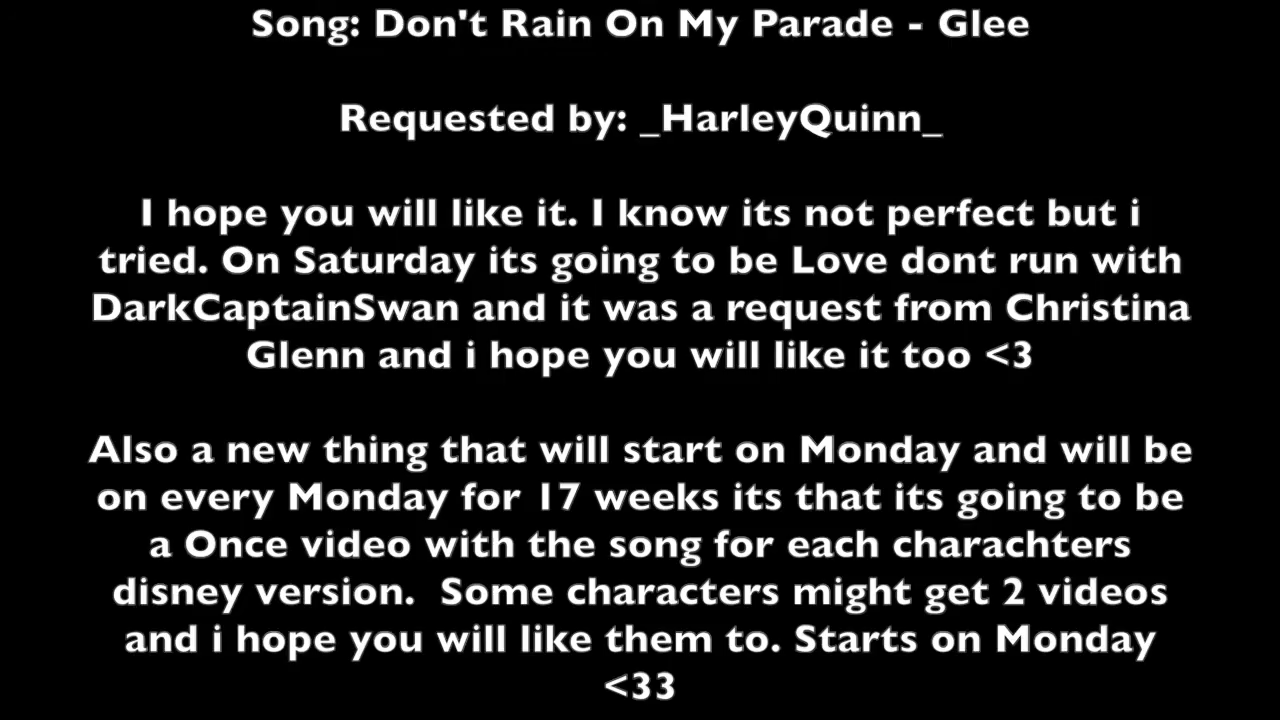 Song: Don't Rain On My Parade - Glee
Requested by: _HarleyQuinn_
I hope you will like it. I know its not perfect but i
tried. On Saturday its going to be Love dont run with
DarkCaptainSwan and it was a request from Christina
Glenn and i hope you will like it too <3
Also a new thing that will start on Monday and will be
on every Monday for 17 weeks its that its going to be
a Once video with the song for each charachters
disney version.  Some characters might get 2 videos
and i hope you will like them to. Starts on Monday
<33